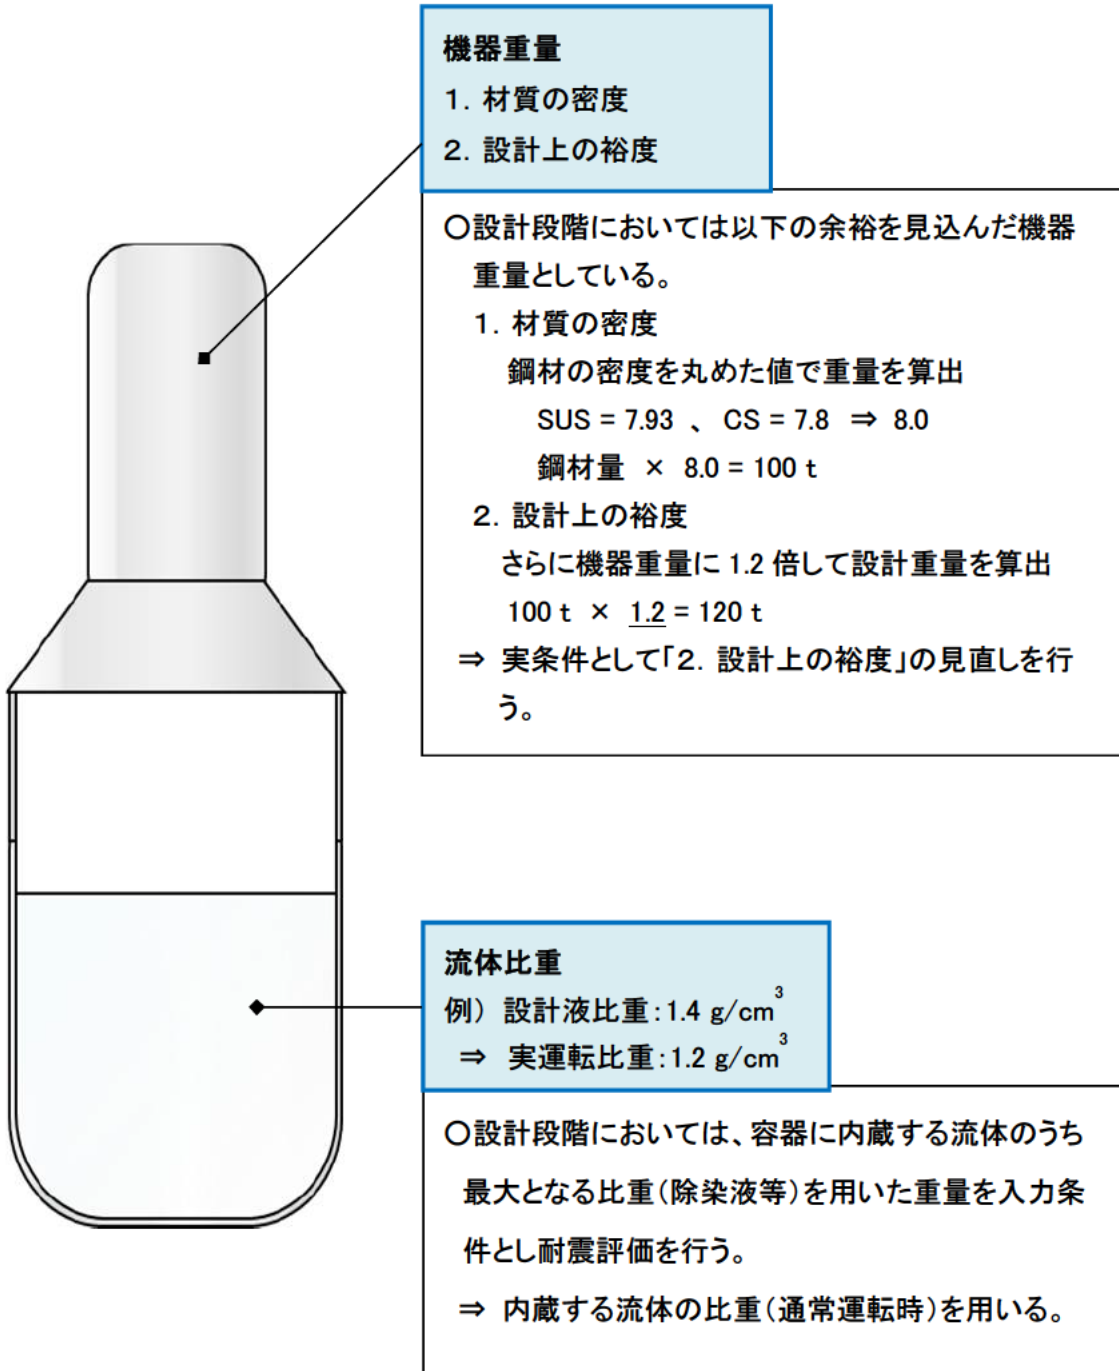 機器重量
1. 材質の密度
2. 設計上の裕度
○設計段階においては以下の余裕を見込んだ機器
重量としている。
1. 材質の密度
鋼材の密度を丸めた値で重量を算出
SUS = 7.93 、 CS = 7.8 ⇒ 8.0
鋼材量 × 8.0 = 100 t
2. 設計上の裕度
さらに機器重量に 1.2 倍して設計重量を算出
100 t × 1.2 = 120 t
⇒ 実条件として「2. 設計上の裕度」の見直しを行
う。
流体比重
例） 設計液比重：1.4 g/cm³
⇒ 実運転比重：1.2 g/cm³
○設計段階においては、容器に内蔵する流体のうち
最大となる比重（除染液等）を用いた重量を入力条
件とし耐震評価を行う。
⇒ 内蔵する流体の比重（通常運転時）を用いる。